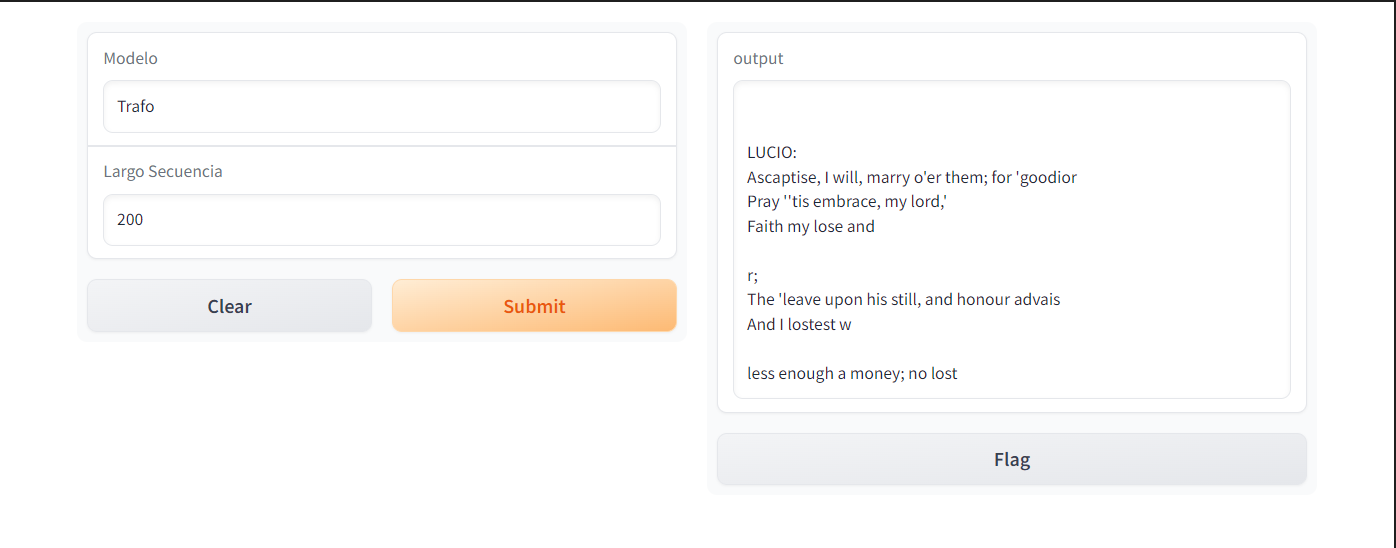 Modelo
Trafo
Largo Secuencia
200
Clear
Submit
output
LUCIO:
Ascaptise, I will, marry o'er them; for 'goodior
Pray ''tis embrace, my lord,'
Faith my lose and
r;
The 'leave upon his still, and honour advais
And I lostest w
less enough a money; no lost
Flag